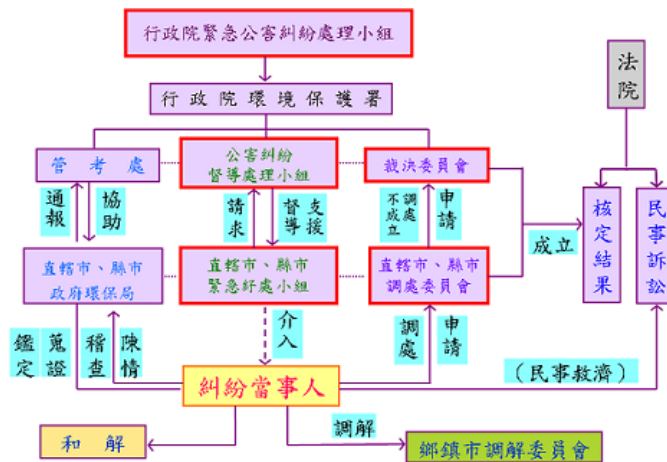 行政院緊急公害糾紛處理小組
行政院環境保護署
法院
管考處
公害糾紛
督導處理小組
裁決委員會
通報
協助
請求
督導
支援
調處
不成立
申請
成立
核定結果
民事訴訟
直轄市、縣市
政府環保局
直轄市、縣市
緊急紓處小組
直轄市、縣市
調處委員會
鑑定
蒐證
稽查
陳情
介入
調處
申請
糾紛當事人
(民事救濟)
和解
調解
鄉鎮市調解委員會